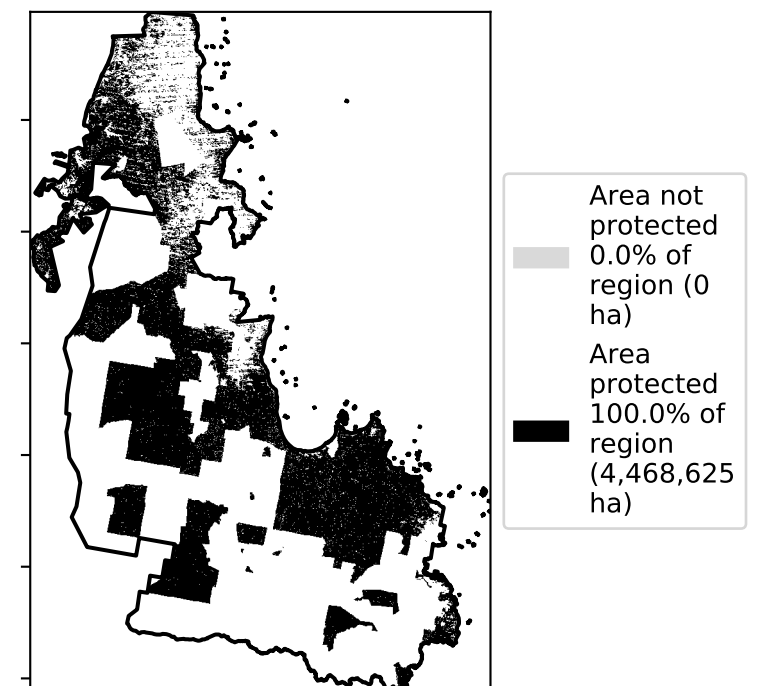 Area not
protected
0.0% of
region (0
ha)
Area
protected
100.0% of
region
(4,468,625
ha)